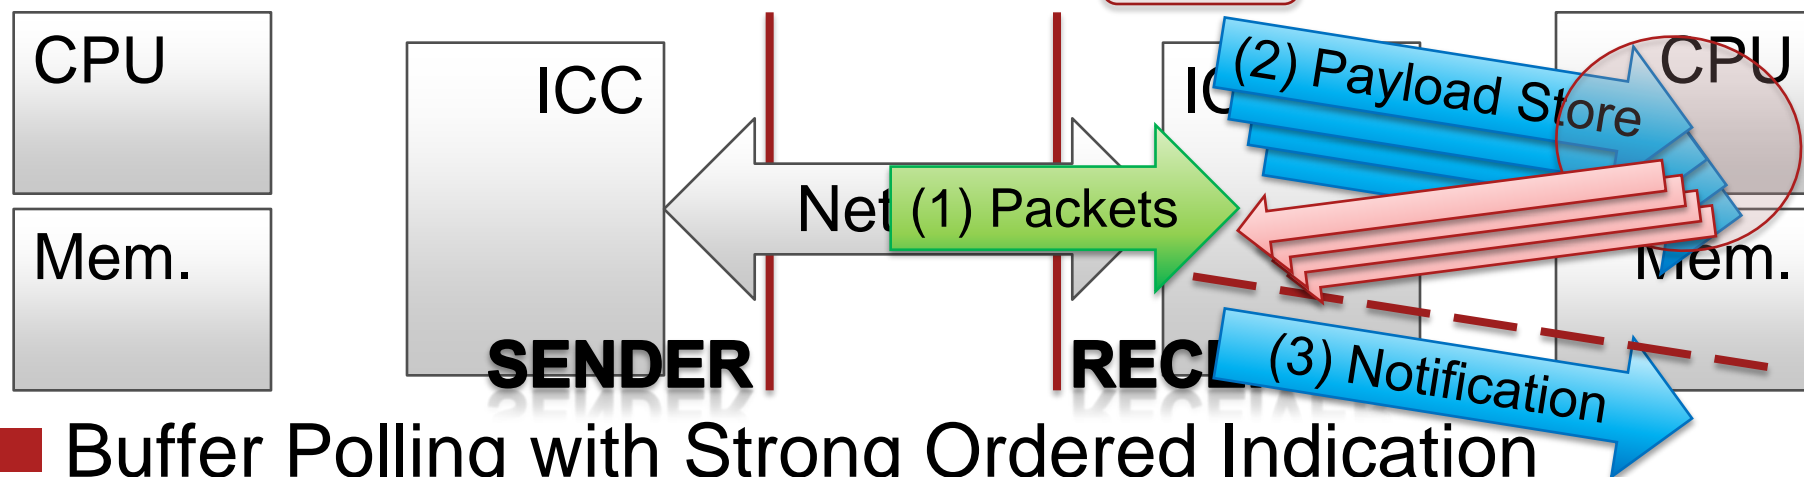 CPU
Mem.
ICC
SENDER
Net
(1) Packets
(2) Payload Store
(3) Notification
CPU
Mem.
Buffer Polling with Strong Ordered Indication